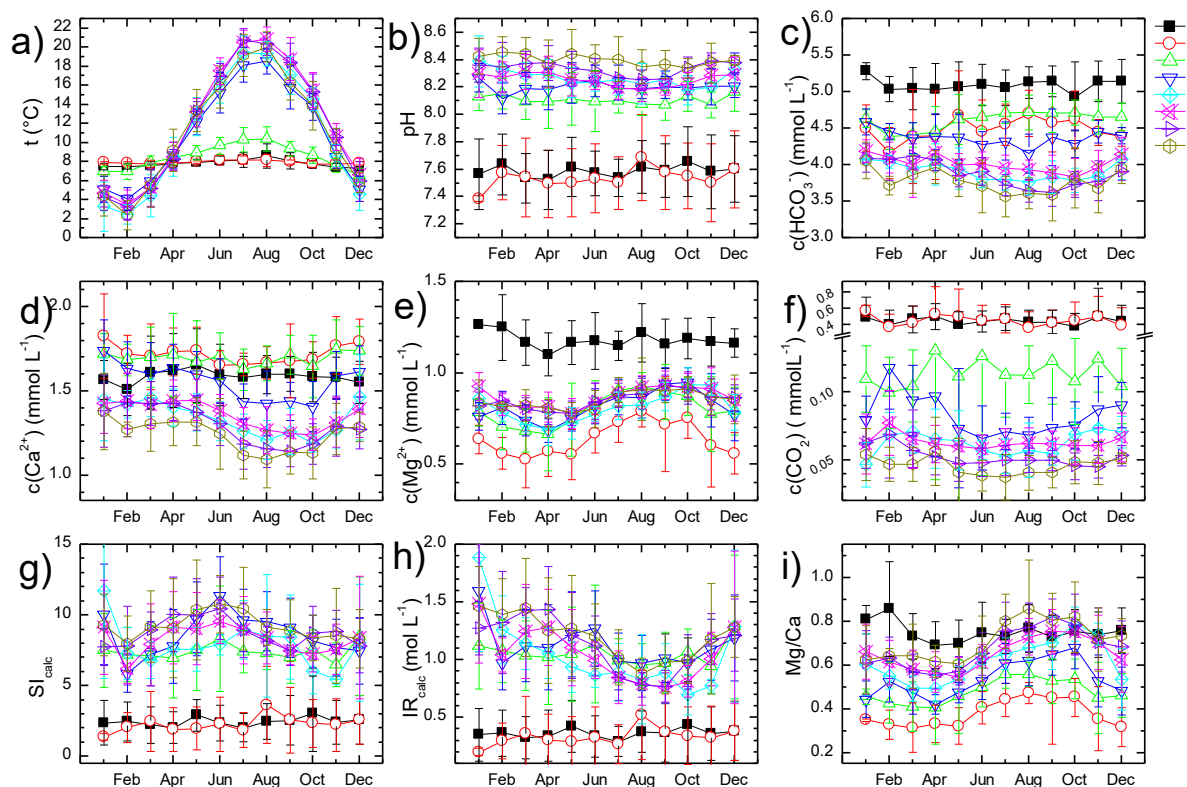 a)
t (°C)
22
20
18
16
14
12
10
8
6
4
2
0
Feb Apr Jun Aug Oct Dec
b)
pH
8.6
8.4
8.2
8.0
7.8
7.6
7.4
7.2
Feb Apr Jun Aug Oct Dec
c)
c(HCO₃⁻) (mmol L⁻¹)
6.0
5.5
5.0
4.5
4.0
3.5
3.0
Feb Apr Jun Aug Oct Dec
d)
c(Ca²⁺) (mmol L⁻¹)
2.0
1.5
1.0
Feb Apr Jun Aug Oct Dec
e)
c(Mg²⁺) (mmol L⁻¹)
1.5
1.0
0.5
Feb Apr Jun Aug Oct Dec
f)
c(CO₂) ( mmol L⁻¹)
0.8
0.6
0.4
0.10
0.05
Feb Apr Jun Aug Oct Dec
g)
SI calc
15
10
5
0
Feb Apr Jun Aug Oct Dec
h)
IR calc (mol L⁻¹)
2.0
1.5
1.0
0.5
Feb Apr Jun Aug Oct Dec
i)
Mg/Ca
1.0
0.8
0.6
0.4
0.2
Feb Apr Jun Aug Oct Dec